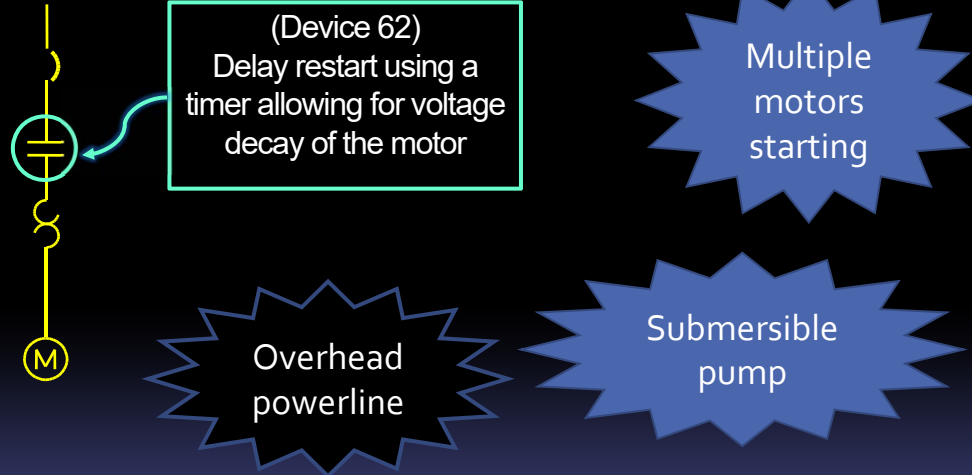 (Device 62)
Delay restart using a
timer allowing for voltage
decay of the motor
Multiple
motors
starting
Submersible
pump
Overhead
powerline
M